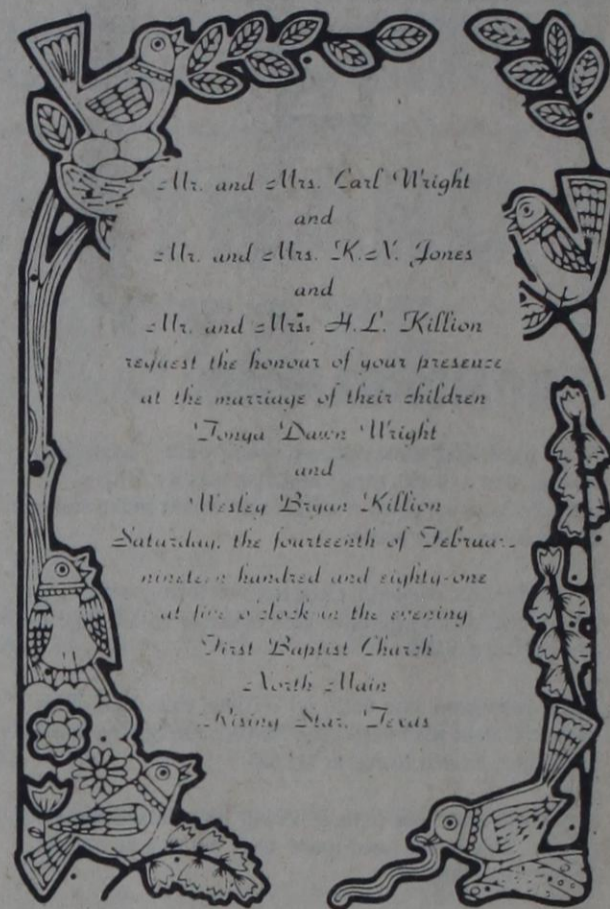 Mr. and Mrs. Carl Wright
and
Mr. and Mrs. K.N. Jones
and
Mr. and Mrs. H.L. Killion
request the honour of your presence
at the marriage of their children
Tonya Dawn Wright
and
Wesley Bryan Killion
Saturday, the fourteenth of February
nineteen hundred and eighty-one
at five o'clock in the evening
First Baptist Church
North Main
Rising Star, Texas